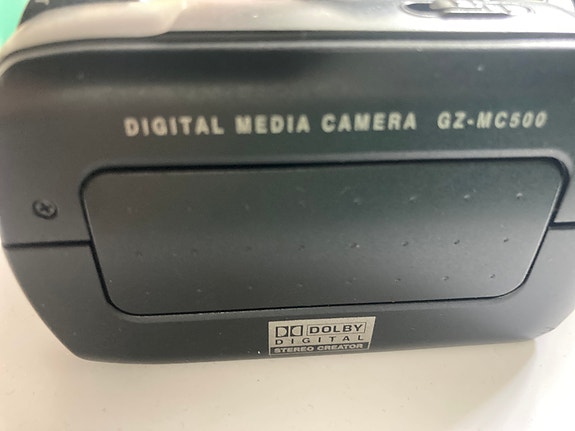 DIGITAL MEDIA CAMERA GZ-MC500
DOLBY
DIGITAL
STEREO CREATOR